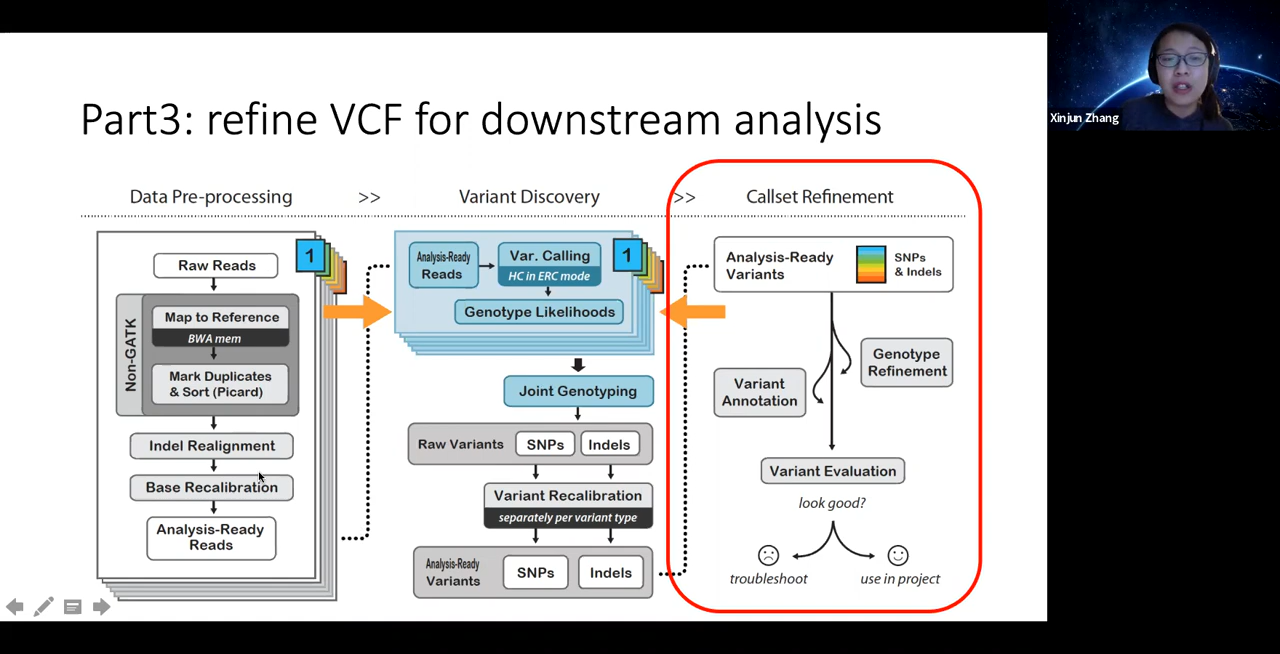 Part3: refine VCF for downstream analysis
Xinjun Zhang
Data Pre-processing
>>
Variant Discovery
>>
Callset Refinement
1
Raw Reads
Non-GATK
Map to Reference
BWA mem
Mark Duplicates
& Sort (Picard)
Indel Realignment
Base Recalibration
Analysis-Ready
Reads
1
Analysis-Ready
Reads
Var. Calling
HC in ERC mode
Genotype Likelihoods
Joint Genotyping
Raw Variants
SNPs
Indels
Variant Recalibration
separately per variant type
Analysis-Ready
Variants
SNPs
Indels
Analysis-Ready
Variants
SNPs
& Indels
Genotype
Refinement
Variant
Annotation
Variant Evaluation
look good?
troubleshoot
use in project